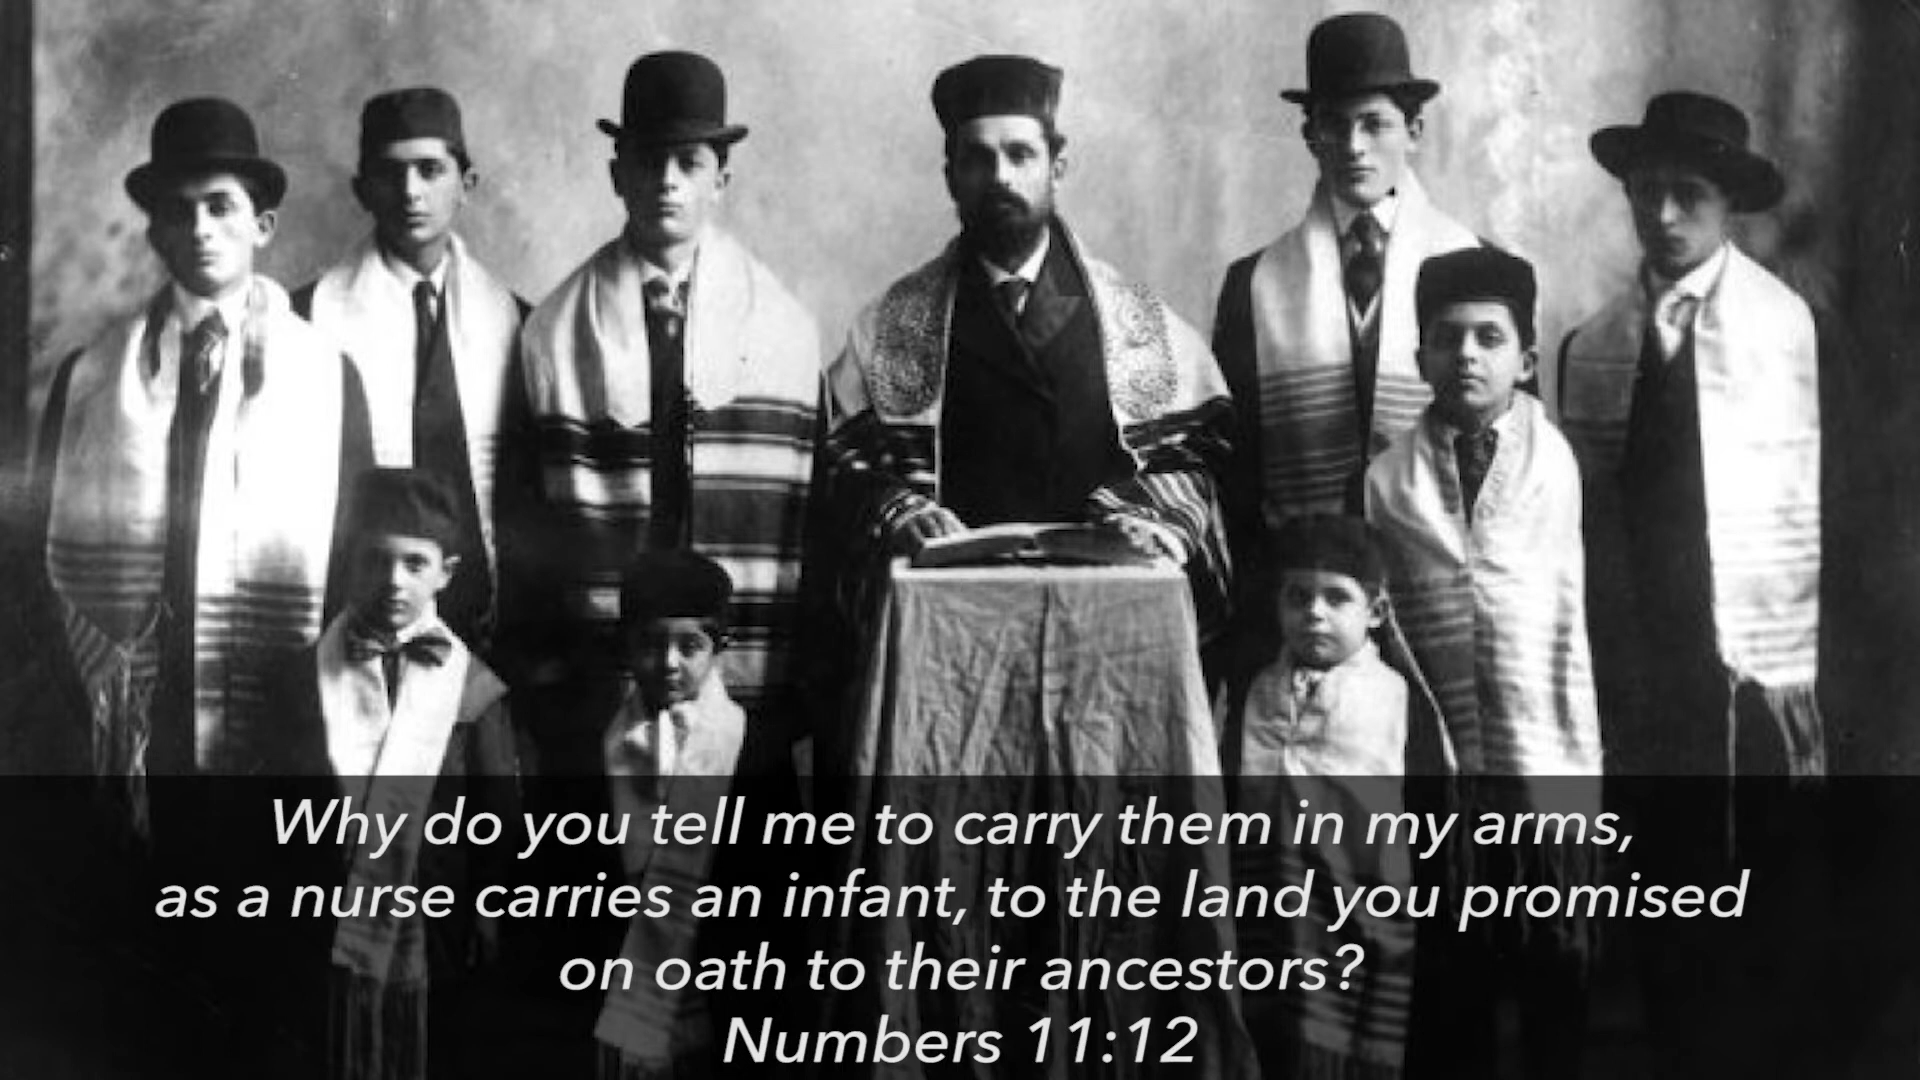 Why do you tell me to carry them in my arms,
as a nurse carries an infant, to the land you promised
on oath to their ancestors?
Numbers 11:12